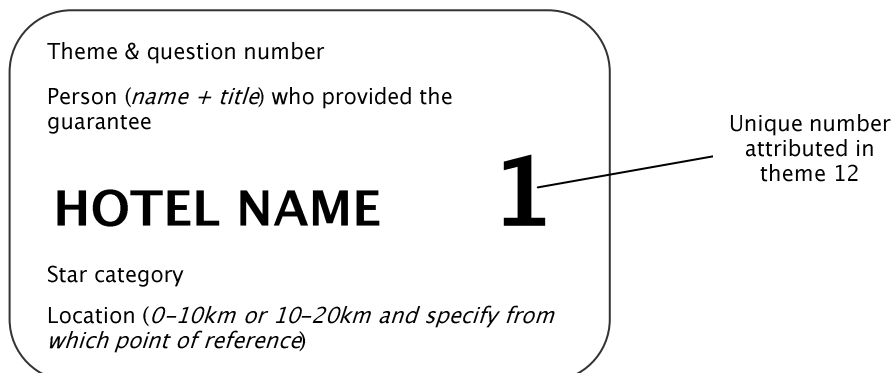 Theme & question number
Person (name + title) who provided the
guarantee
HOTEL NAME
1
Unique number
attributed in
theme 12
Star category
Location (0–10km or 10–20km and specify from
which point of reference)